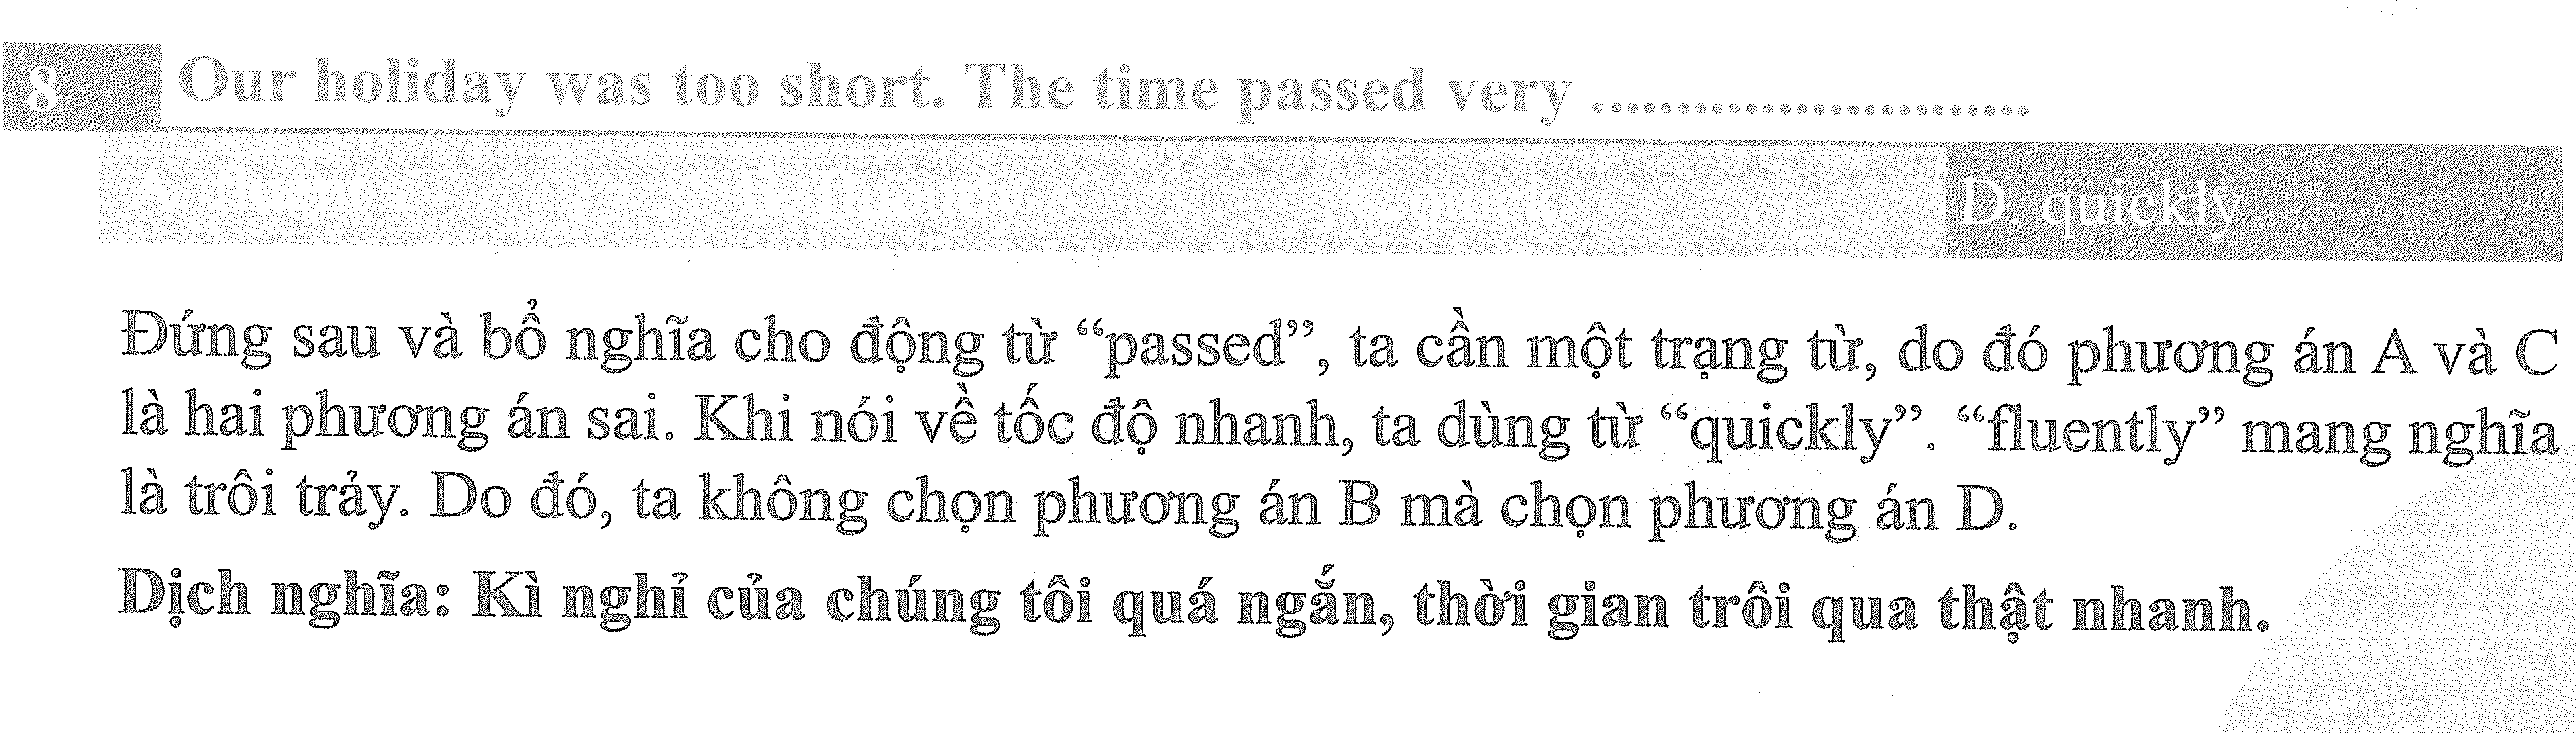 8 Our holiday was too short. The time passed very ..........................
A. fluent B. fluently C.quick D. quickly
Đứng sau và bổ nghĩa cho động từ “passed”, ta cần một trạng từ, do đó phương án A và C
là hai phương án sai. Khi nói về tốc độ nhanh, ta dùng từ “quickly”. “fluently” mang nghĩa
là trôi trảy. Do đó, ta không chọn phương án B mà chọn phương án D.
Dịch nghĩa: Kì nghỉ của chúng tôi quá ngắn, thời gian trôi qua thật nhanh.